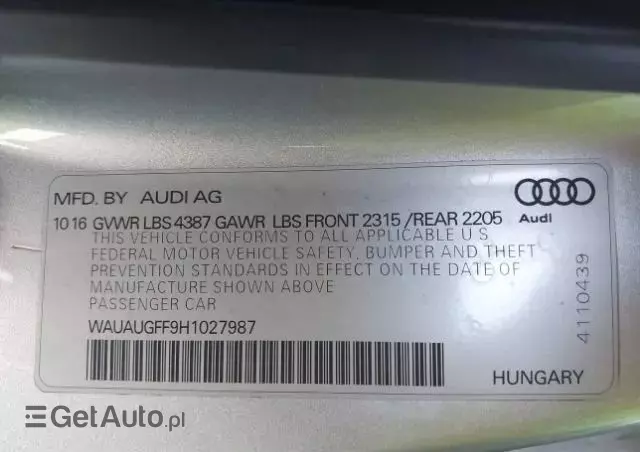 MFD. BY AUDI AG
Audi
10 16 GVWR LBS 4387 GAWR LBS FRONT 2315 /REAR 2205
THIS VEHICLE CONFORMS TO ALL APPLICABLE U S
FEDERAL MOTOR VEHICLE SAFETY, BUMPER AND THEFT
PREVENTION STANDARDS IN EFFECT ON THE DATE OF
MANUFACTURE SHOWN ABOVE
PASSENGER CAR
WAUAUGFF9H1027987
4110439
HUNGARY
GetAuto.pl